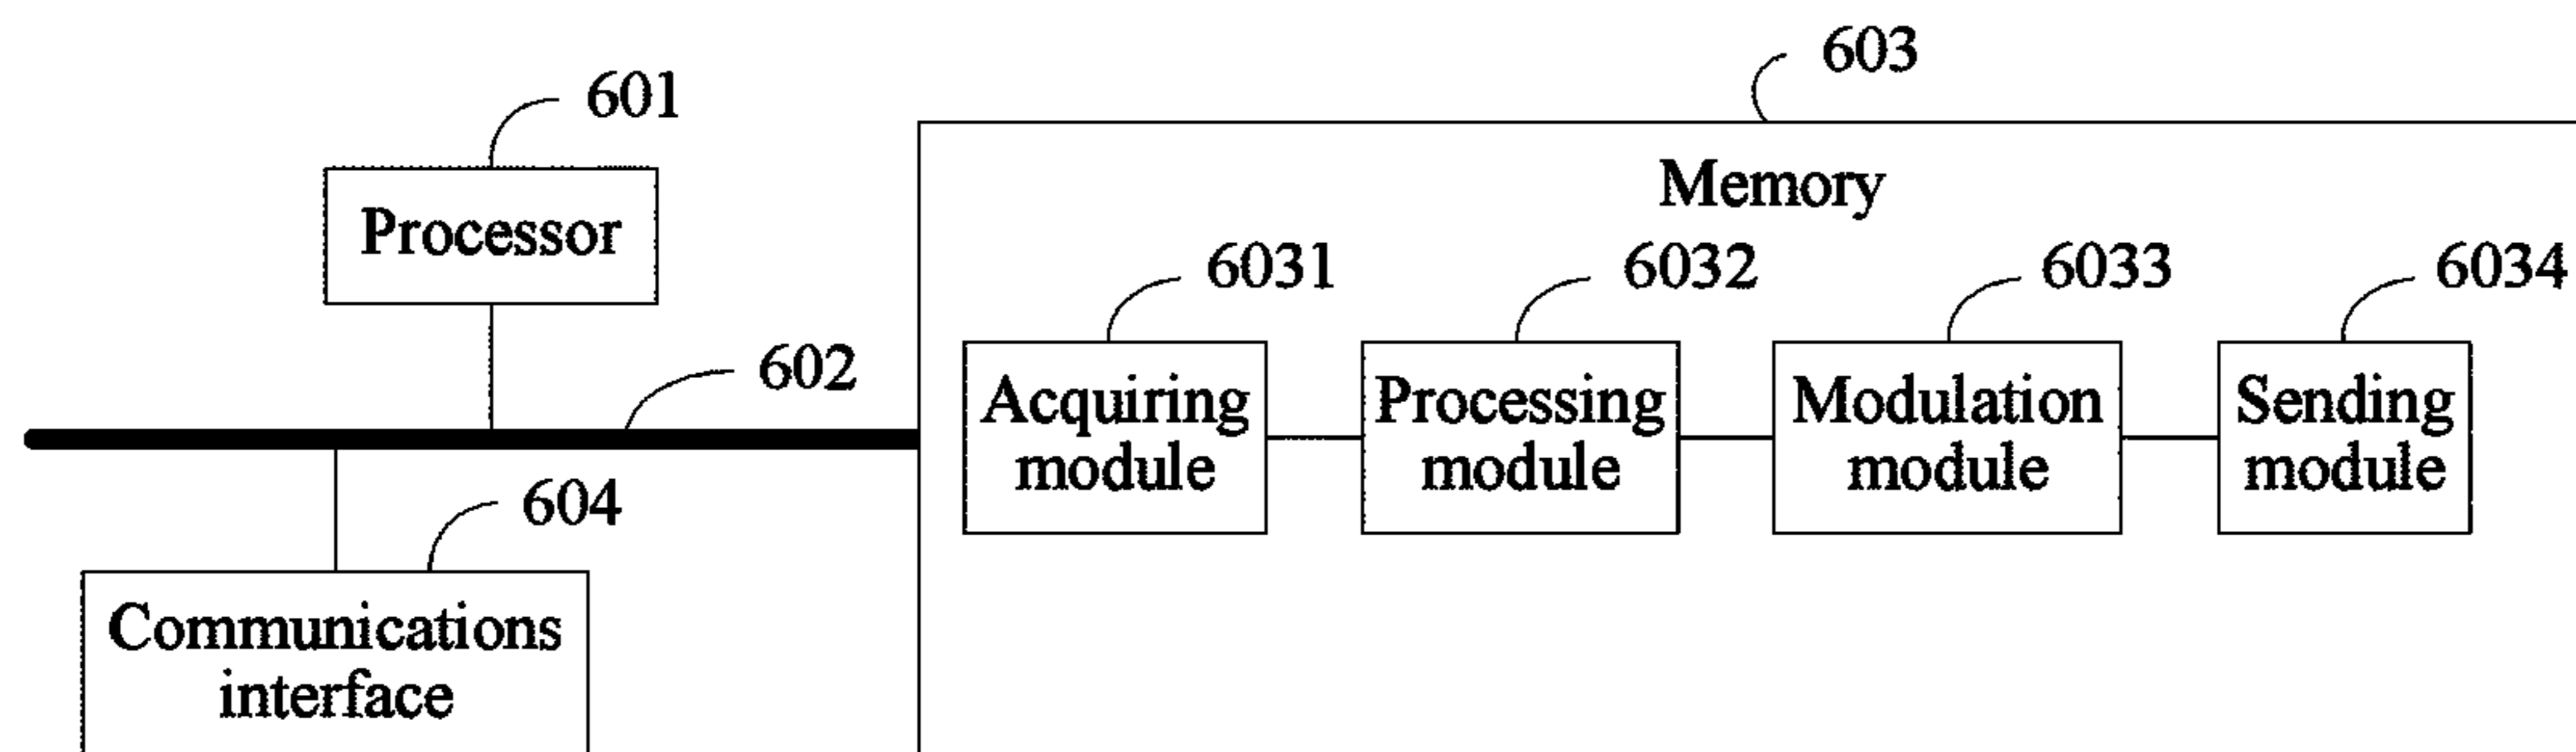 603
601
Memory
Processor
6031
6032
6033
6034
602
Acquiring
module
Processing
module
Modulation
module
Sending
module
604
Communications
interface